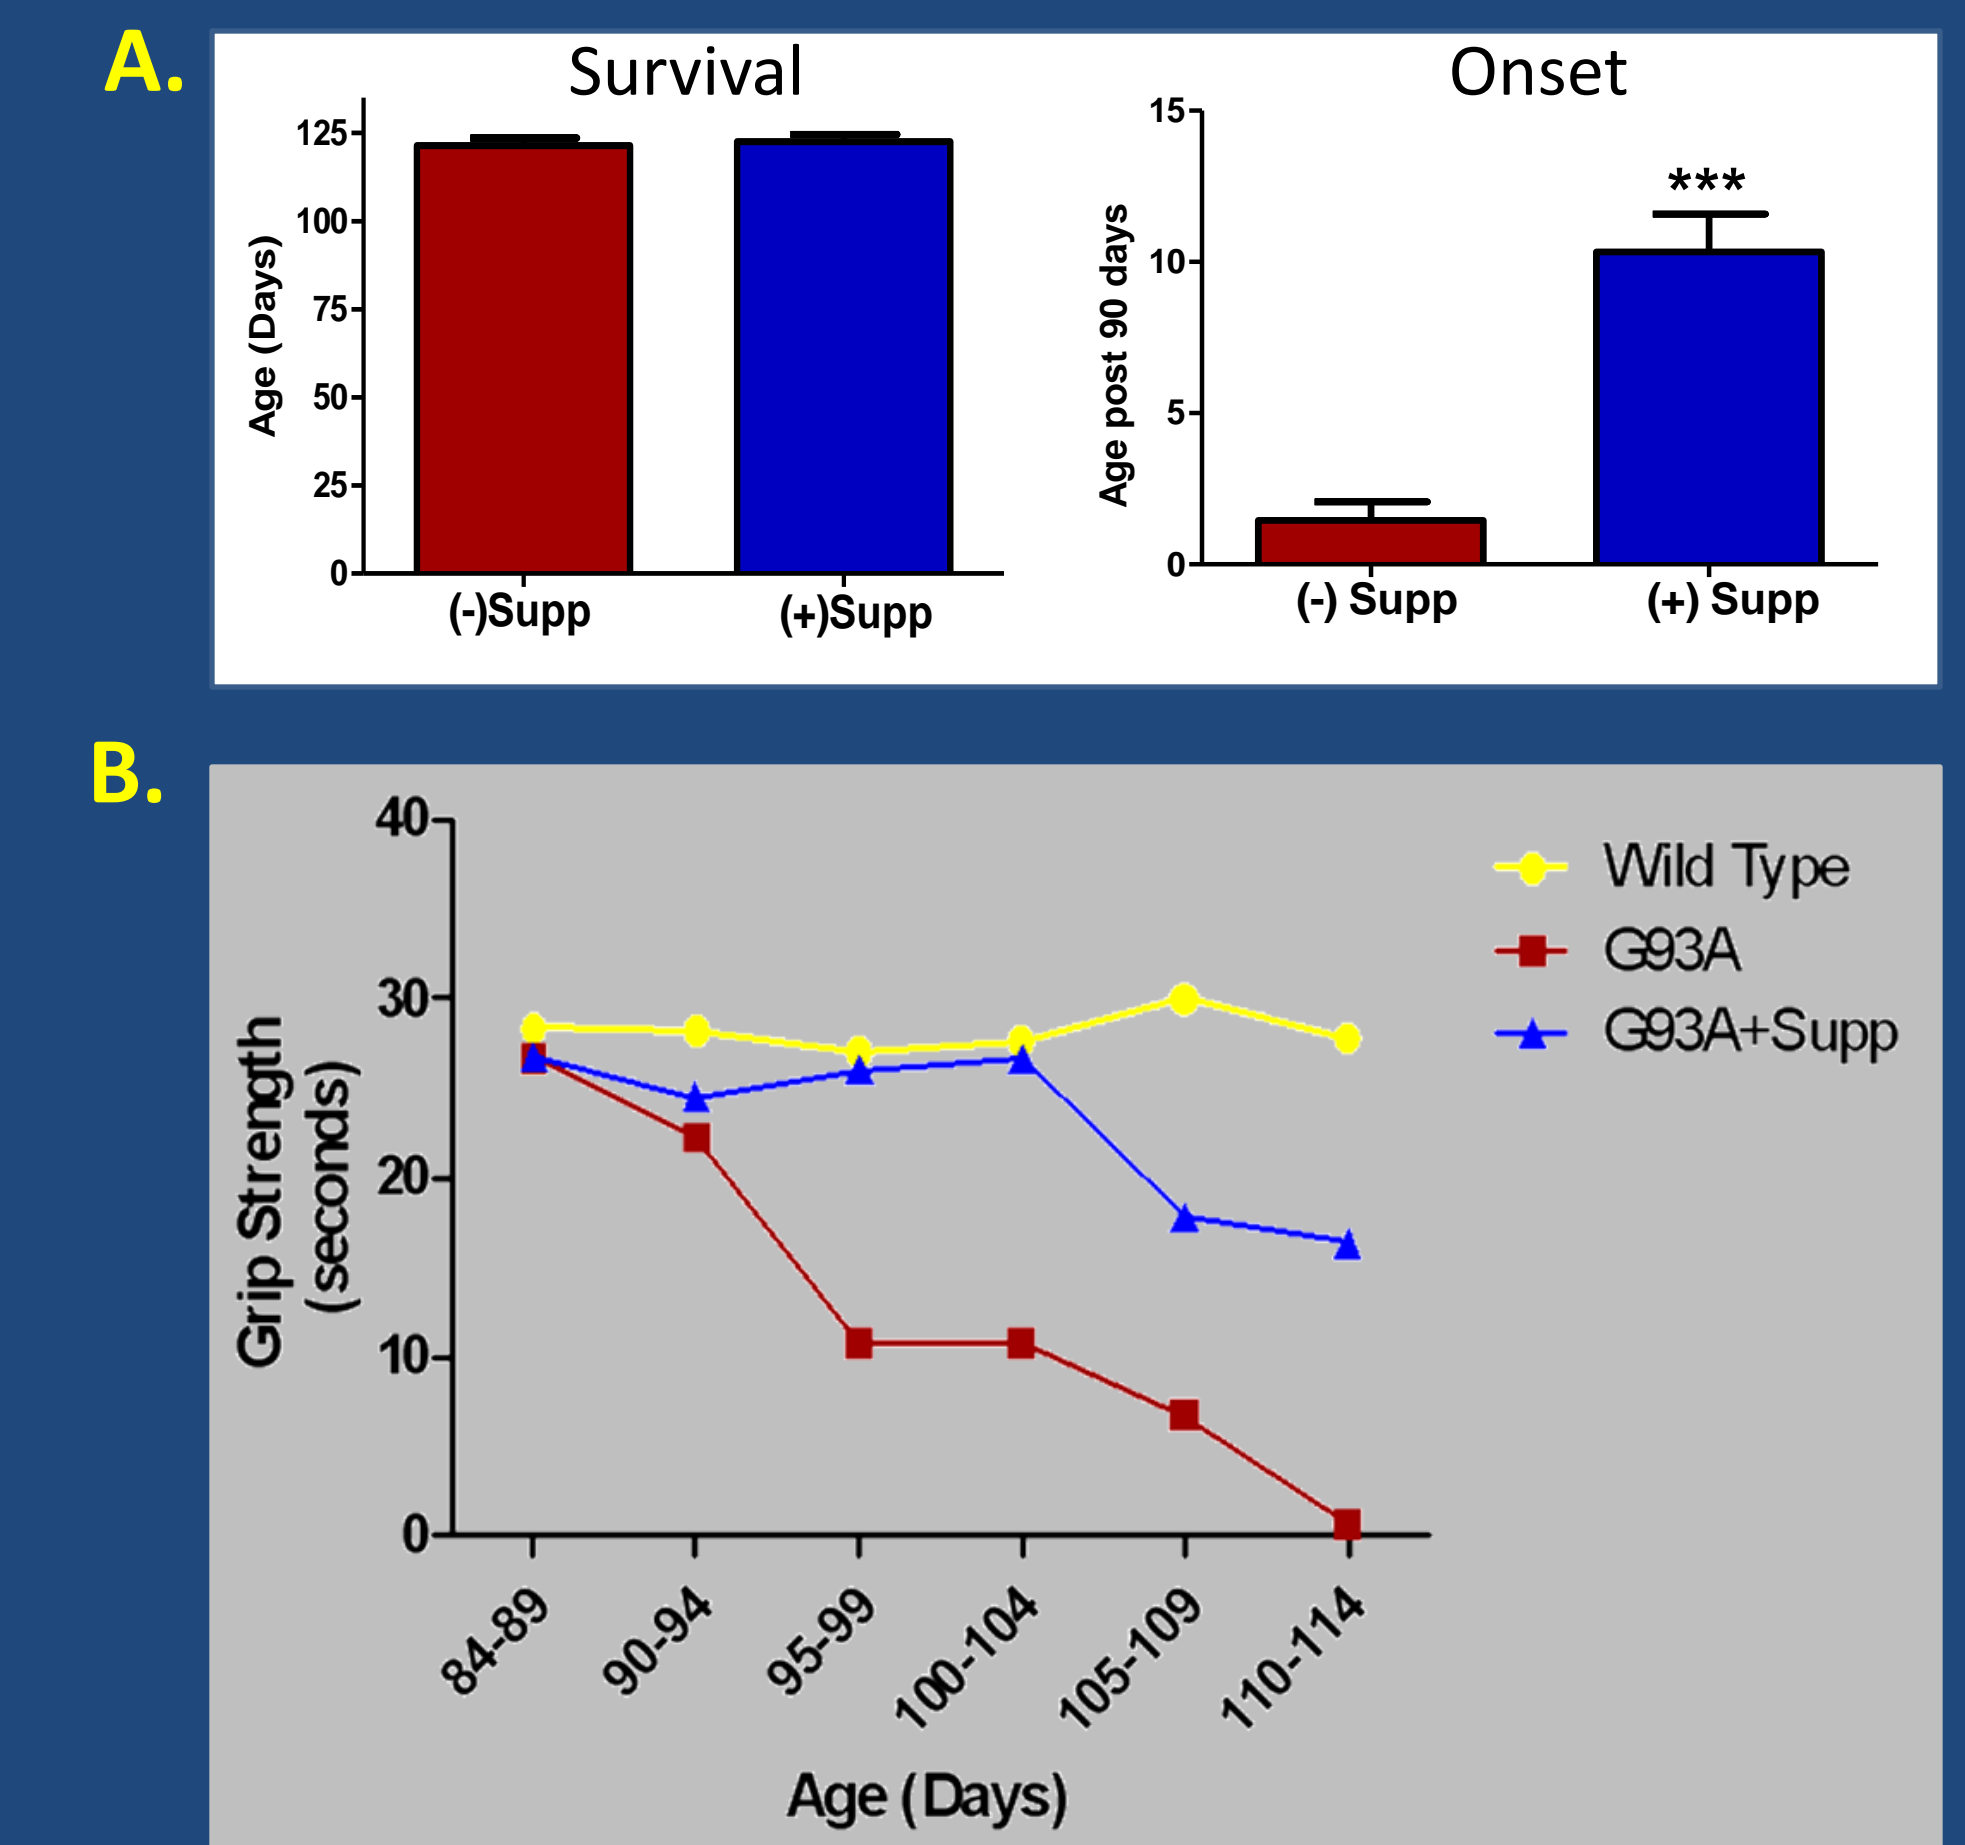 A.
Survival
Age (Days)
125
100
75
50
25
0
(-)Supp
(+)Supp
Onset
Age post 90 days
15
10
5
0
***
(-) Supp
(+) Supp
B.
Grip Strength
(seconds)
40
30
20
10
0
Wild Type
G93A
G93A+Supp
84-89
90-94
95-99
100-104
105-109
110-114
Age (Days)